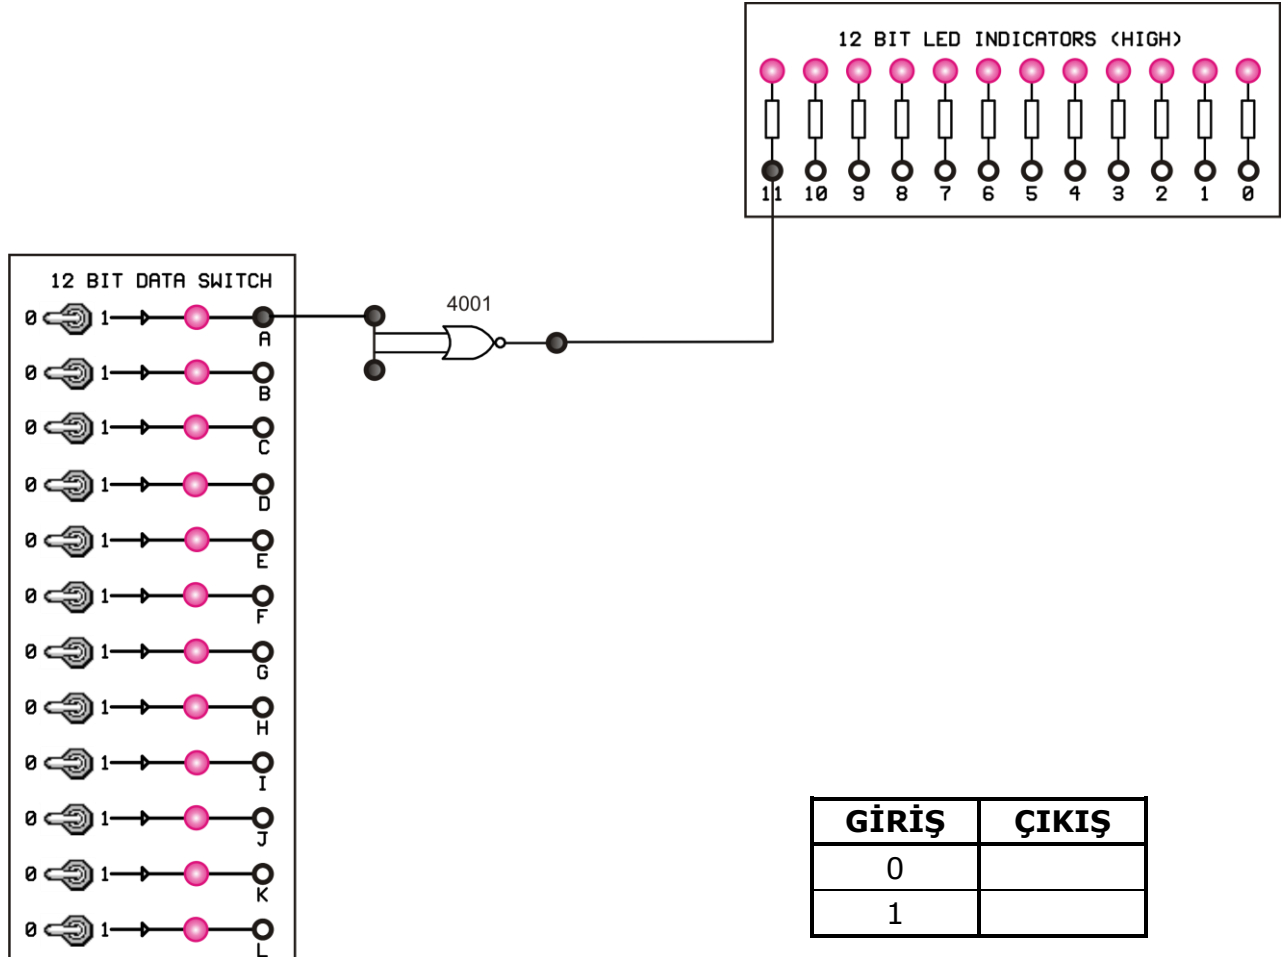 12 BIT LED INDICATORS (HIGH)
11 10 9 8 7 6 5 4 3 2 1 0
12 BIT DATA SWITCH
0 1 A
4001
0 1 B
0 1 C
0 1 D
0 1 E
0 1 F
0 1 G
0 1 H
0 1 I
0 1 J
0 1 K
0 1 L
GİRİŞ ÇIKIŞ
0
1